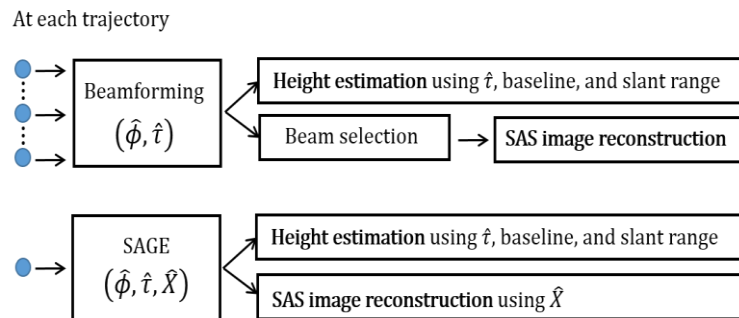 At each trajectory
Beamforming
(ϕ̂, τ̂)
Height estimation using τ̂, baseline, and slant range
Beam selection
SAS image reconstruction
SAGE
(ϕ̂, τ̂, X̂)
Height estimation using τ̂, baseline, and slant range
SAS image reconstruction using X̂